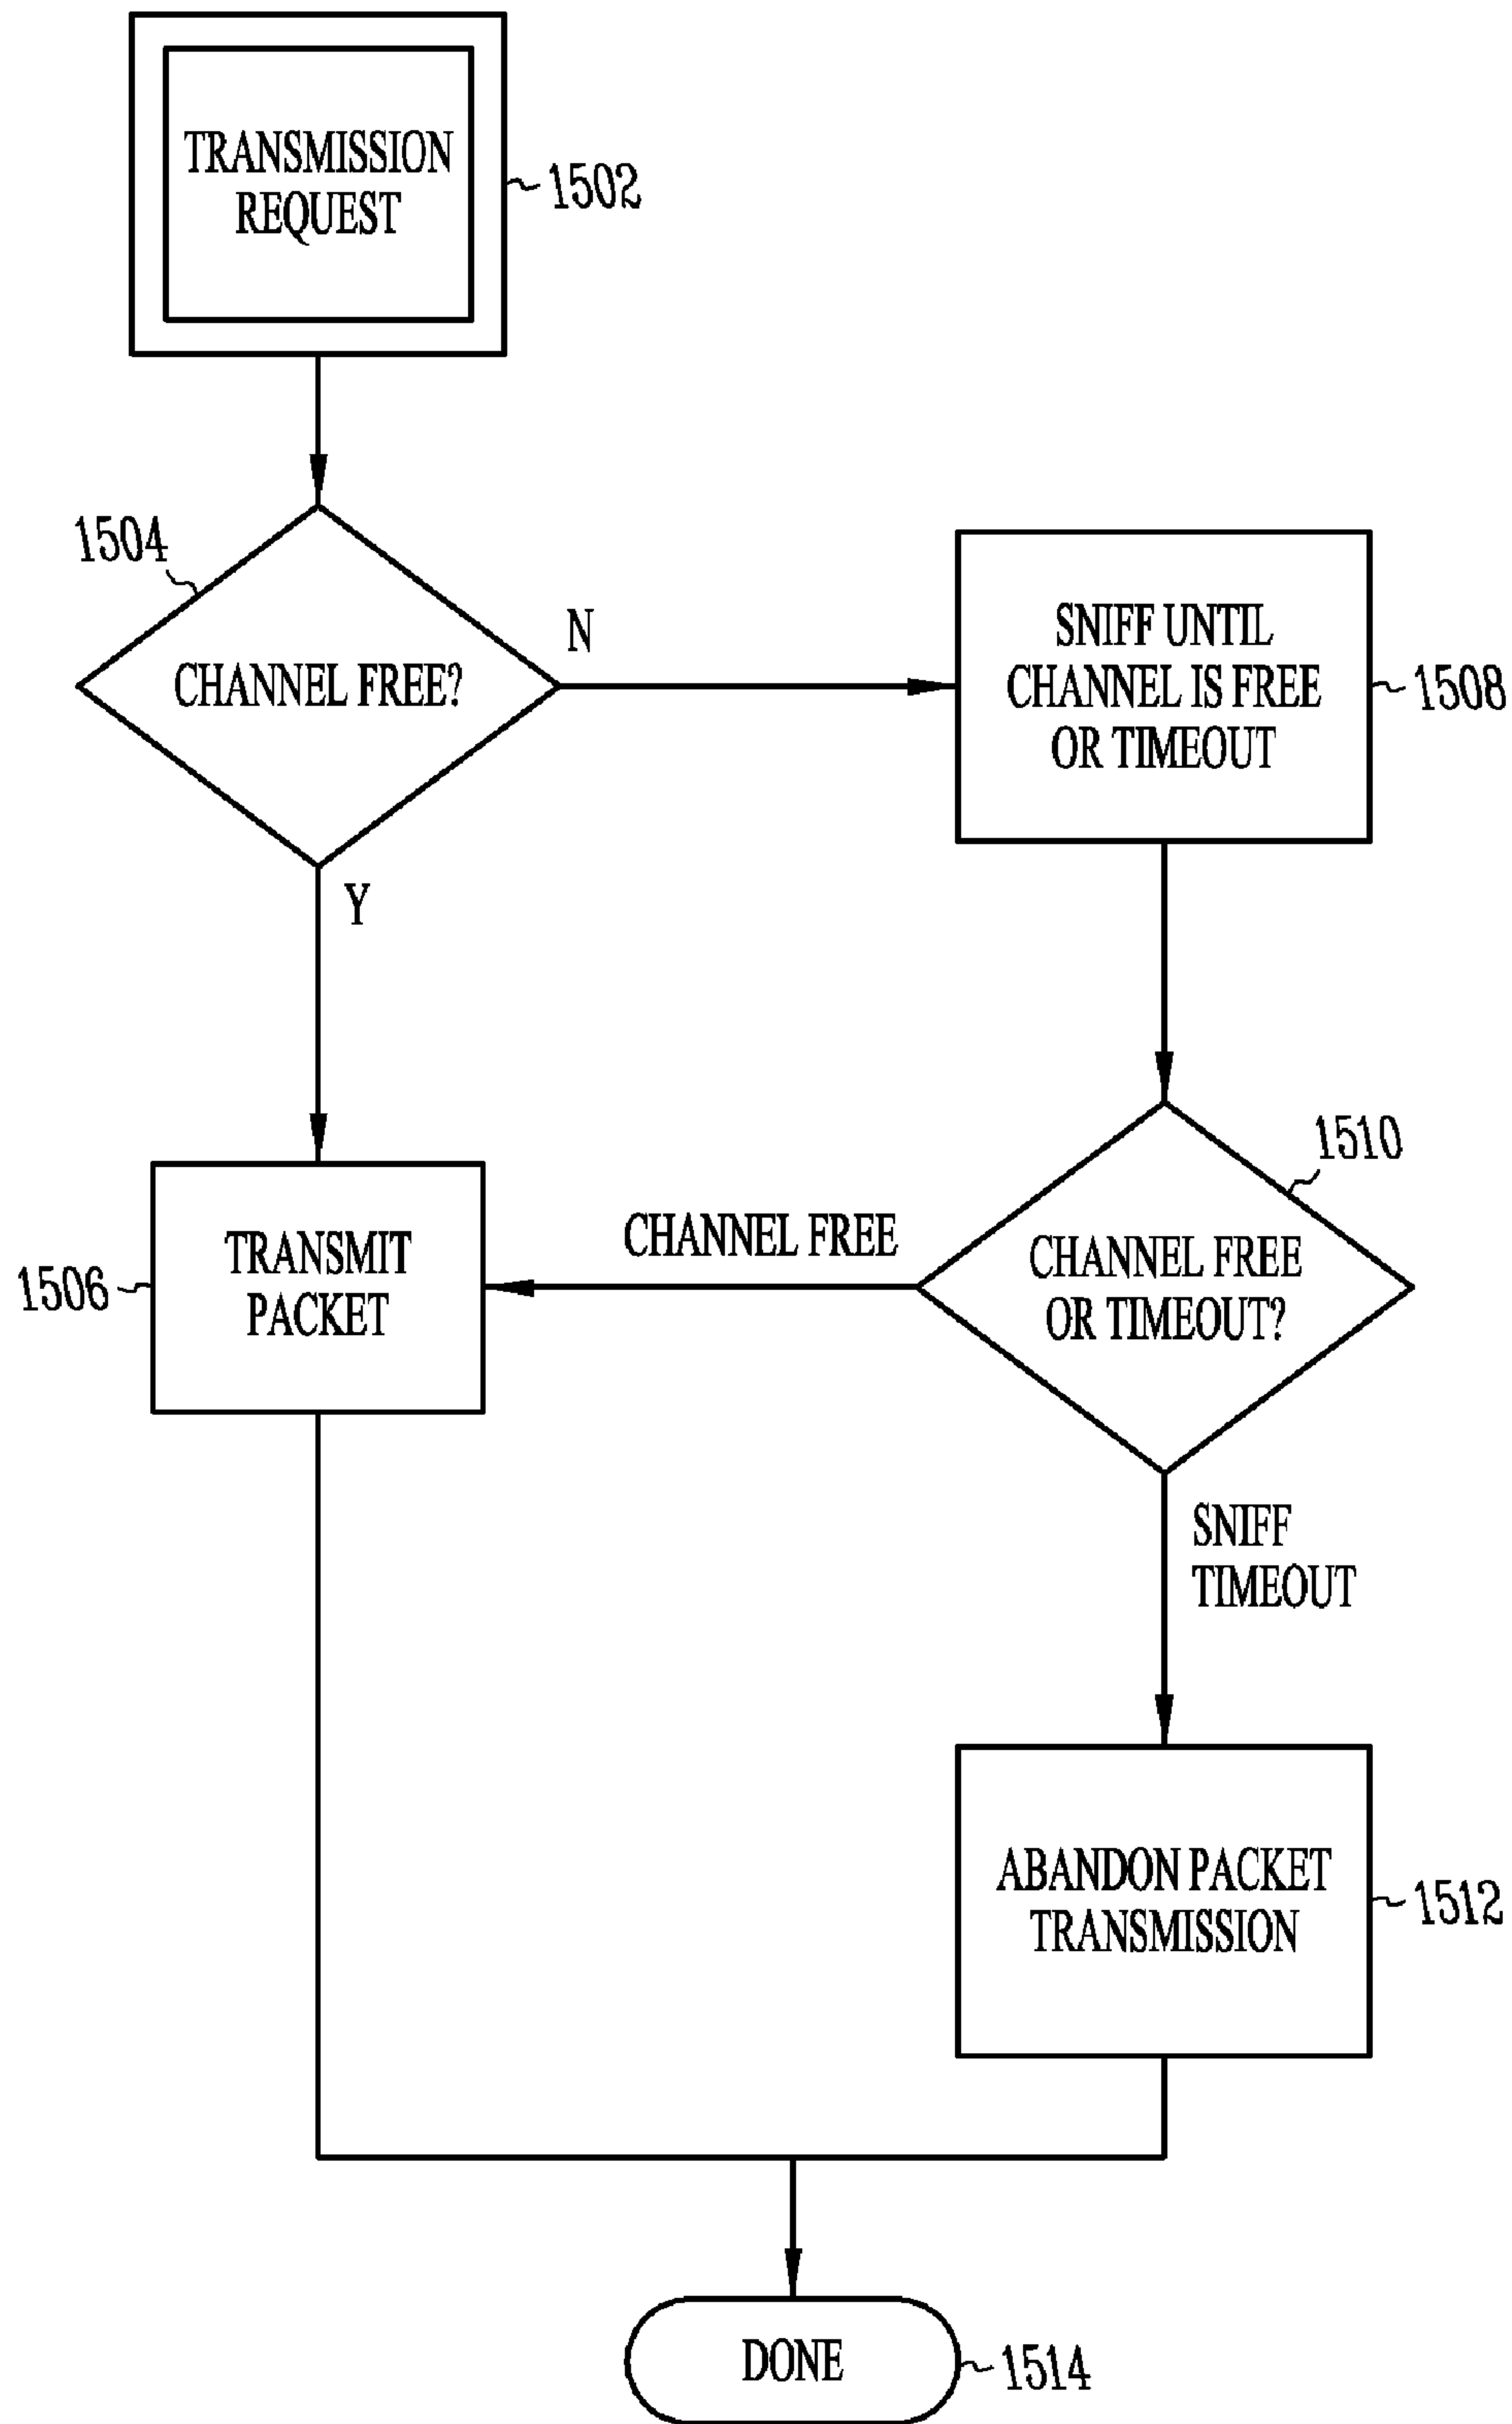 TRANSMISSION
REQUEST
1502
1504
CHANNEL FREE?
N
Y
SNIFF UNTIL
CHANNEL IS FREE
OR TIMEOUT
1508
1510
CHANNEL FREE
OR TIMEOUT?
CHANNEL FREE
TRANSMIT
PACKET
1506
SNIFF
TIMEOUT
ABANDON PACKET
TRANSMISSION
1512
DONE
1514